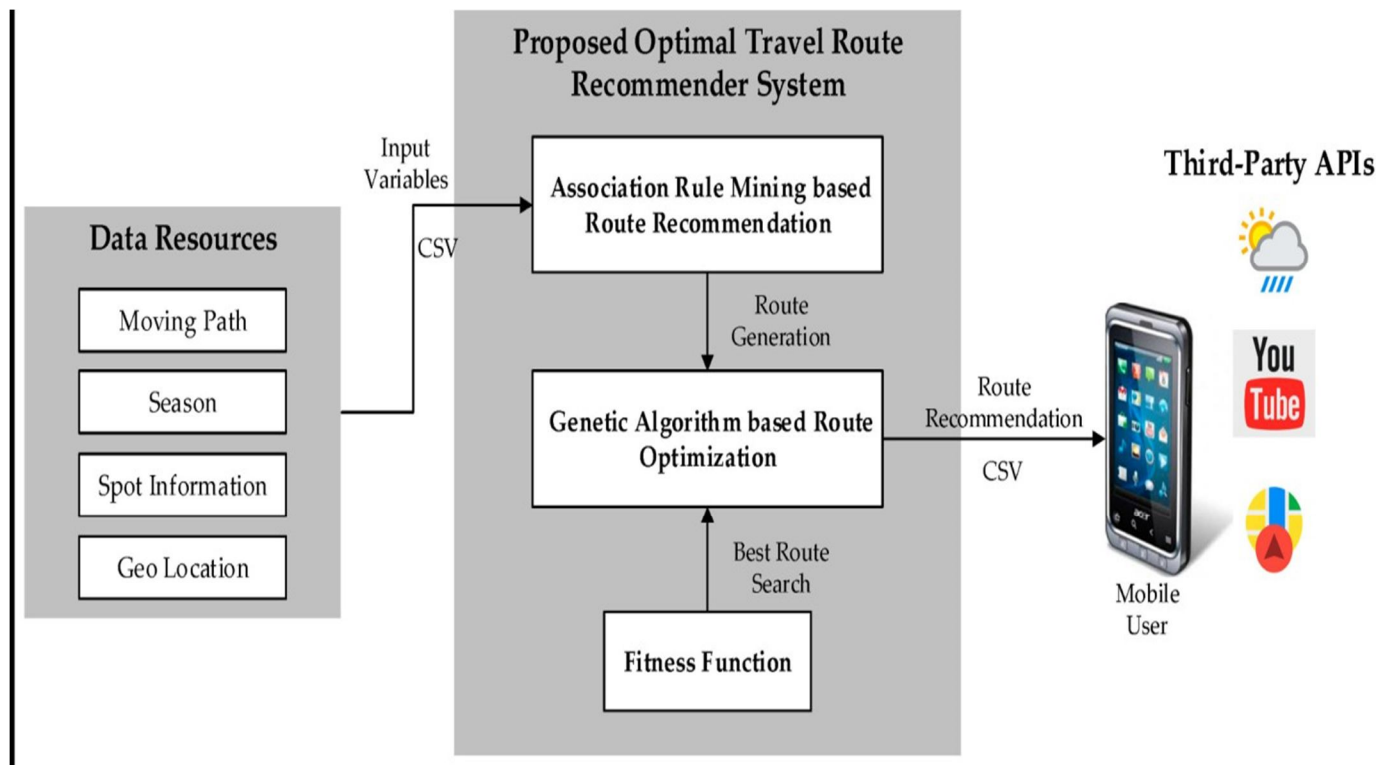 Proposed Optimal Travel Route
Recommender System
Data Resources
Moving Path
Season
Spot Information
Geo Location
Input
Variables
CSV
Association Rule Mining based
Route Recommendation
Route
Generation
Genetic Algorithm based Route
Optimization
Best Route
Search
Fitness Function
Route
Recommendation
CSV
Third-Party APIs
You
Tube
acer
Mobile
User